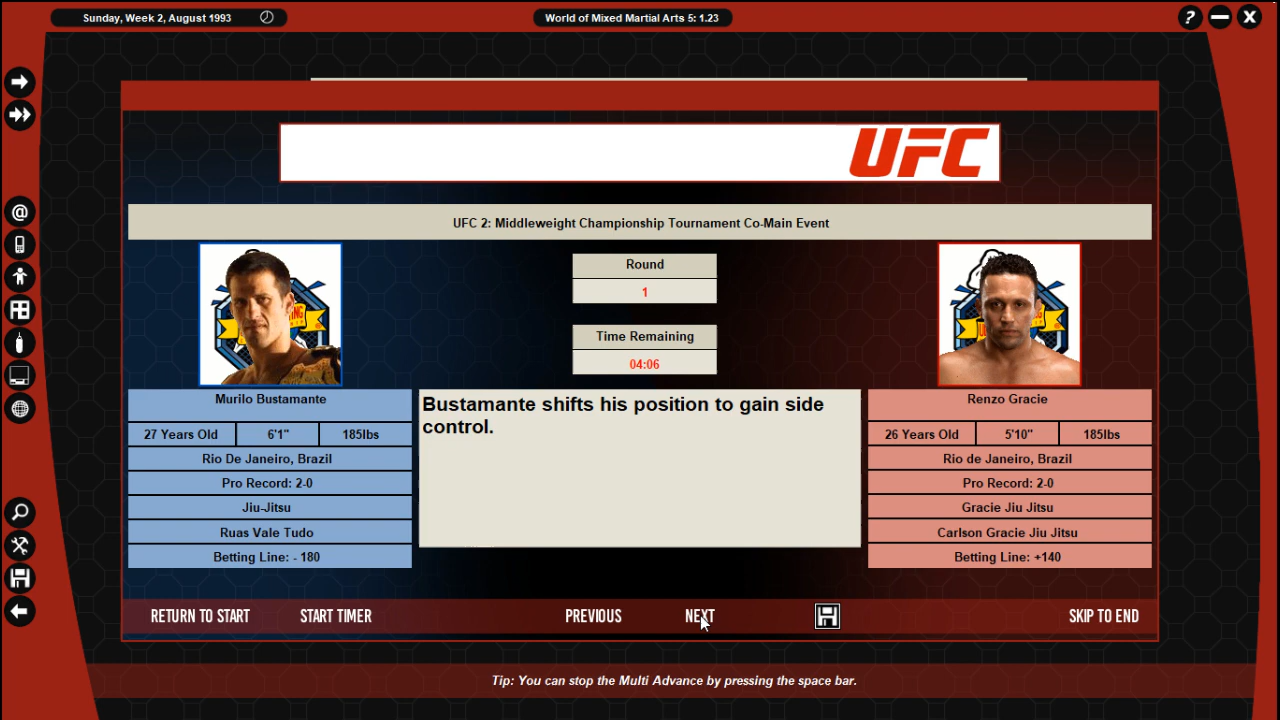 Sunday, Week 2, August 1993
World of Mixed Martial Arts 5: 1.23
?
UFC
UFC 2: Middleweight Championship Tournament Co-Main Event
Round
1
Time Remaining
04:06
Murilo Bustamante
27 Years Old
6'1"
185lbs
Rio De Janeiro, Brazil
Pro Record: 2-0
Jiu-Jitsu
Ruas Vale Tudo
Betting Line: - 180
Bustamante shifts his position to gain side
control.
Renzo Gracie
26 Years Old
5'10"
185lbs
Rio de Janeiro, Brazil
Pro Record: 2-0
Gracie Jiu Jitsu
Carlson Gracie Jiu Jitsu
Betting Line: +140
RETURN TO START
START TIMER
PREVIOUS
NEXT
SKIP TO END
Tip: You can stop the Multi Advance by pressing the space bar.